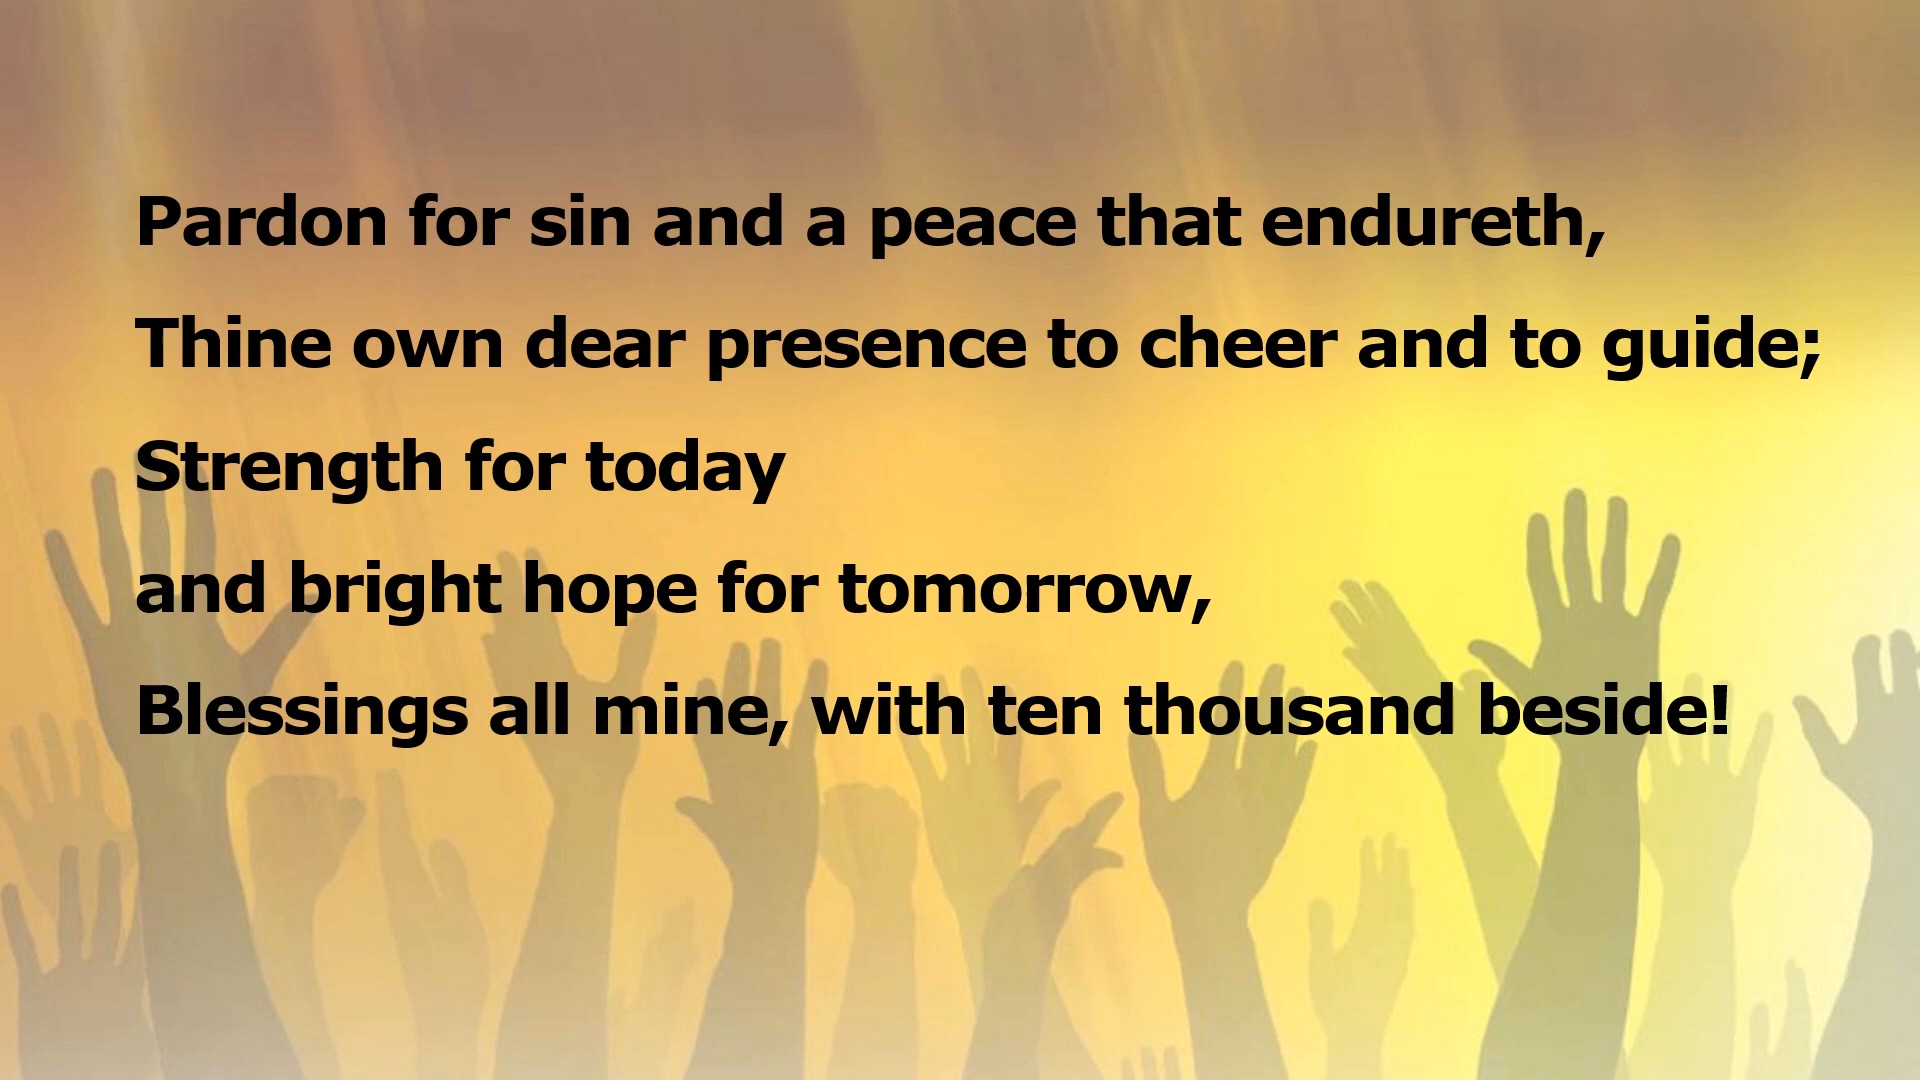 Pardon for sin and a peace that endureth,
Thine own dear presence to cheer and to guide;
Strength for today
and bright hope for tomorrow,
Blessings all mine, with ten thousand beside!